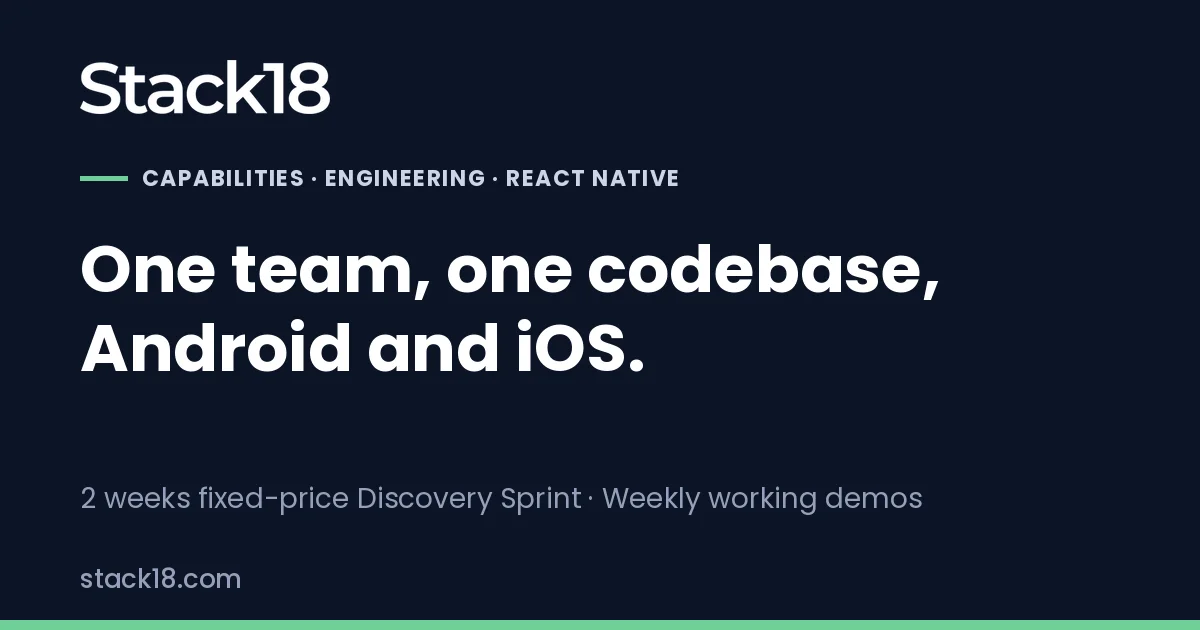 Stack18
CAPABILITIES · ENGINEERING · REACT NATIVE
One team, one codebase,
Android and iOS.
2 weeks fixed-price Discovery Sprint · Weekly working demos
stack18.com